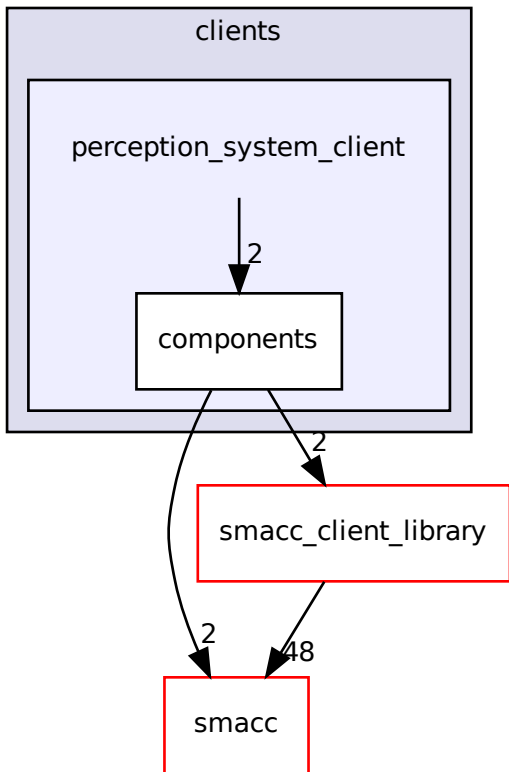 clients
perception_system_client
2
components
2
smacc_client_library
2
48
smacc